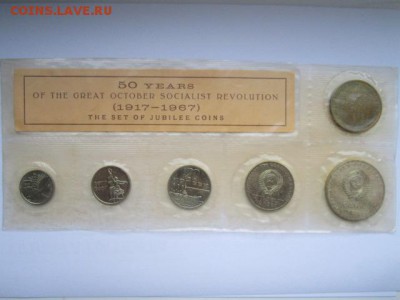 COINS.LAVE.RU
50 YEARS
OF THE GREAT OCTOBER SOCIALIST REVOLUTION
(1917-1967)
THE SET OF JUBILEE COINS